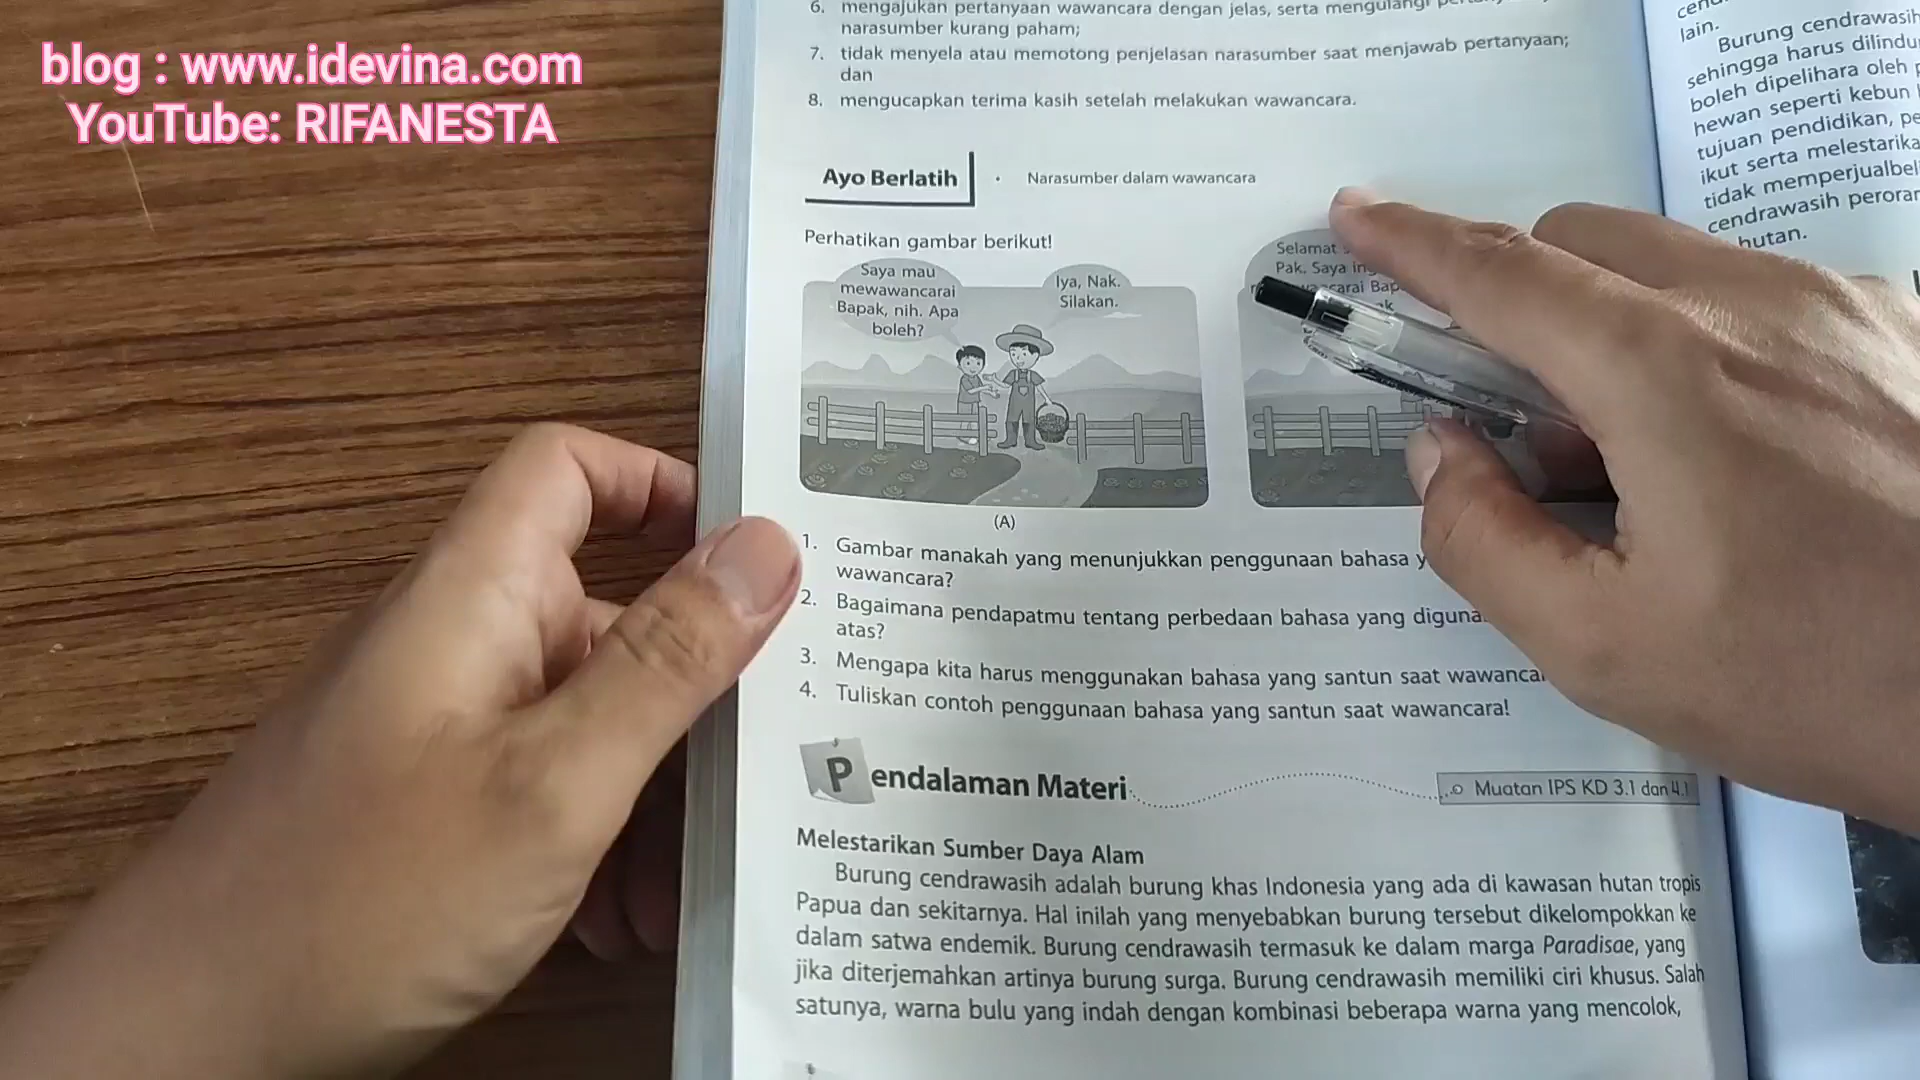 blog : www.idevina.com
YouTube: RIFANESTA
6. mengajukan pertanyaan wawancara dengan jelas, serta mengulangi
narasumber kurang paham;
7. tidak menyela atau memotong penjelasan narasumber saat menjawab pertanyaan;
dan
8. mengucapkan terima kasih setelah melakukan wawancara.
Ayo Berlatih • Narasumber dalam wawancara
Perhatikan gambar berikut!
Saya mau
mewawancarai
Bapak, nih. Apa
boleh?
Iya, Nak.
Silakan.
Selamat
Pak. Saya
(A)
1. Gambar manakah yang menunjukkan penggunaan bahasa
wawancara?
2. Bagaimana pendapatmu tentang perbedaan bahasa yang
atas?
3. Mengapa kita harus menggunakan bahasa yang santun saat
4. Tuliskan contoh penggunaan bahasa yang santun saat wawancara!
Pendalaman Materi
Muatan IPS KD 3.1 dan 4.1
Melestarikan Sumber Daya Alam
Burung cendrawasih adalah burung khas Indonesia yang ada di kawasan hutan tropis
Papua dan sekitarnya. Hal inilah yang menyebabkan burung tersebut dikelompokkan ke
dalam satwa endemik. Burung cendrawasih termasuk ke dalam marga Paradisae, yang
jika diterjemahkan artinya burung surga. Burung cendrawasih memiliki ciri khusus. Salah
satunya, warna bulu yang indah dengan kombinasi beberapa warna yang mencolok,
lain.
Burung cendrawasih
sehingga harus
boleh dipelihara oleh
hewan seperti kebun
tujuan pendidikan,
ikut serta
tidak
cendrawasih
hutan.